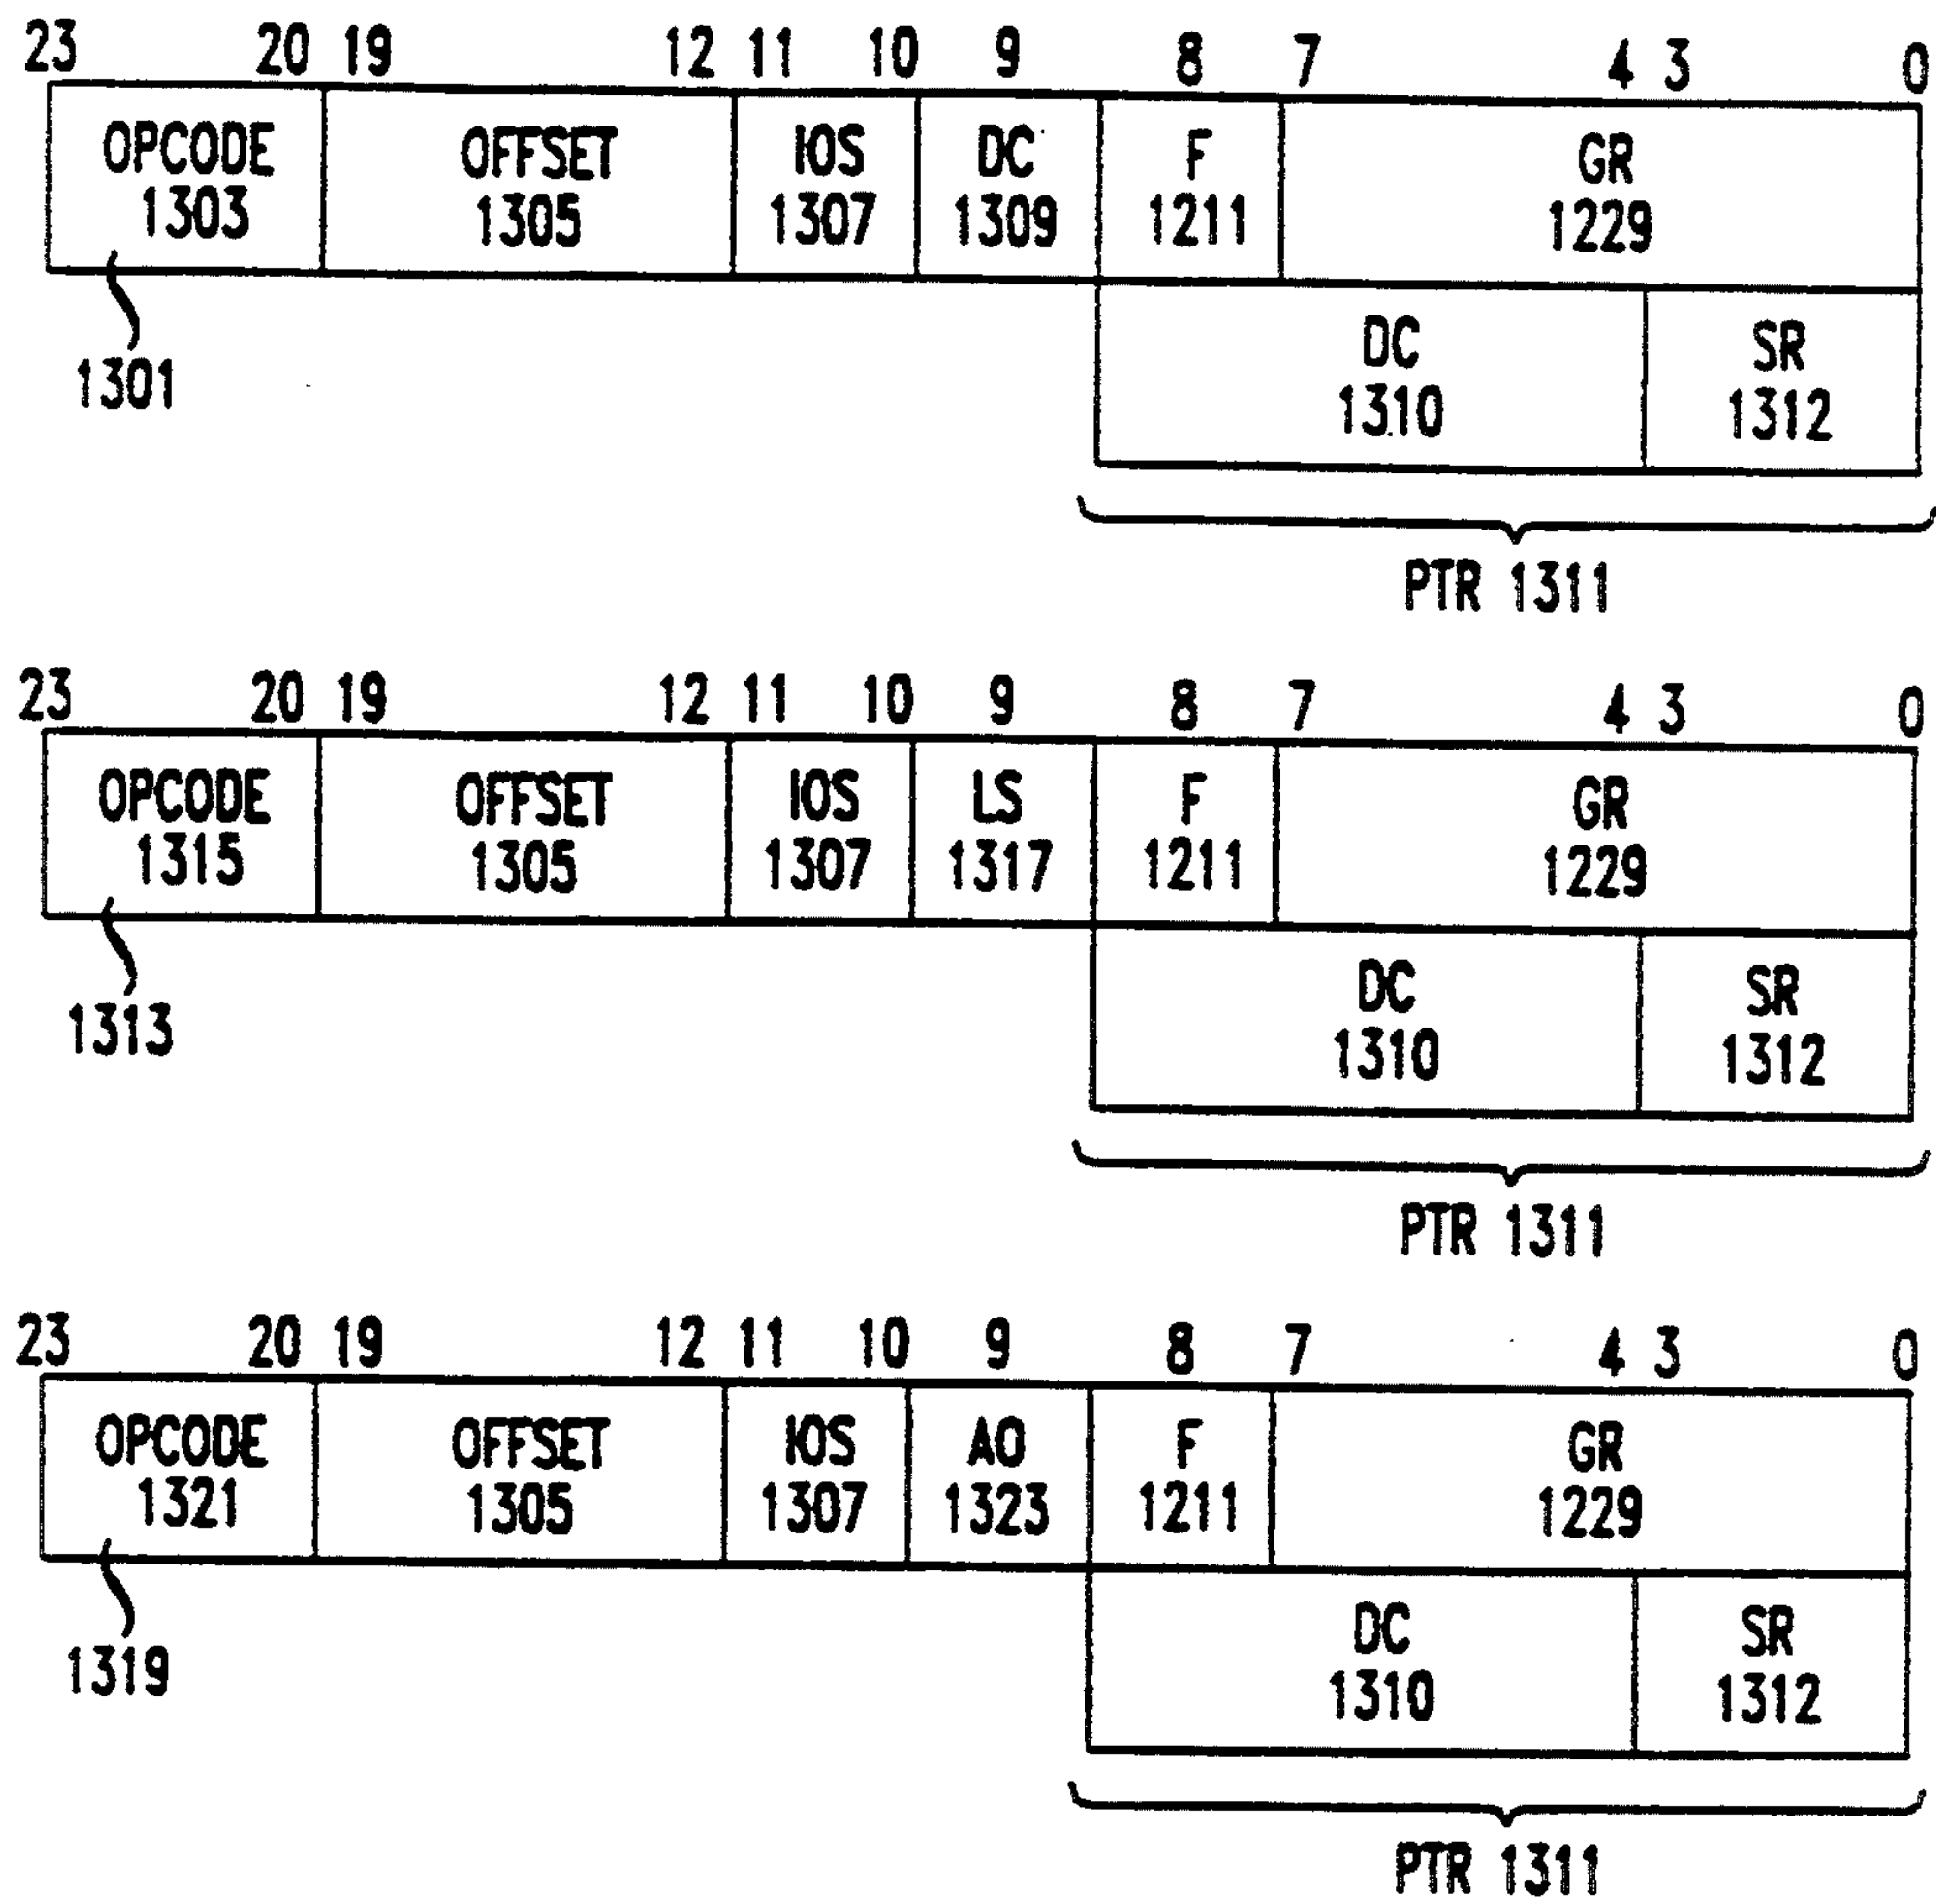 23 20 19 12 11 10 9 8 7 4 3 0
OPCODE OFFSET IOS DC F GR
1303 1305 1307 1309 1211 1229
DC SR
1310 1312
1301
PTR 1311
23 20 19 12 11 10 9 8 7 4 3 0
OPCODE OFFSET IOS LS F GR
1315 1305 1307 1317 1211 1229
DC SR
1310 1312
1313
PTR 1311
23 20 19 12 11 10 9 8 7 4 3 0
OPCODE OFFSET IOS AO F GR
1321 1305 1307 1323 1211 1229
DC SR
1310 1312
1319
PTR 1311